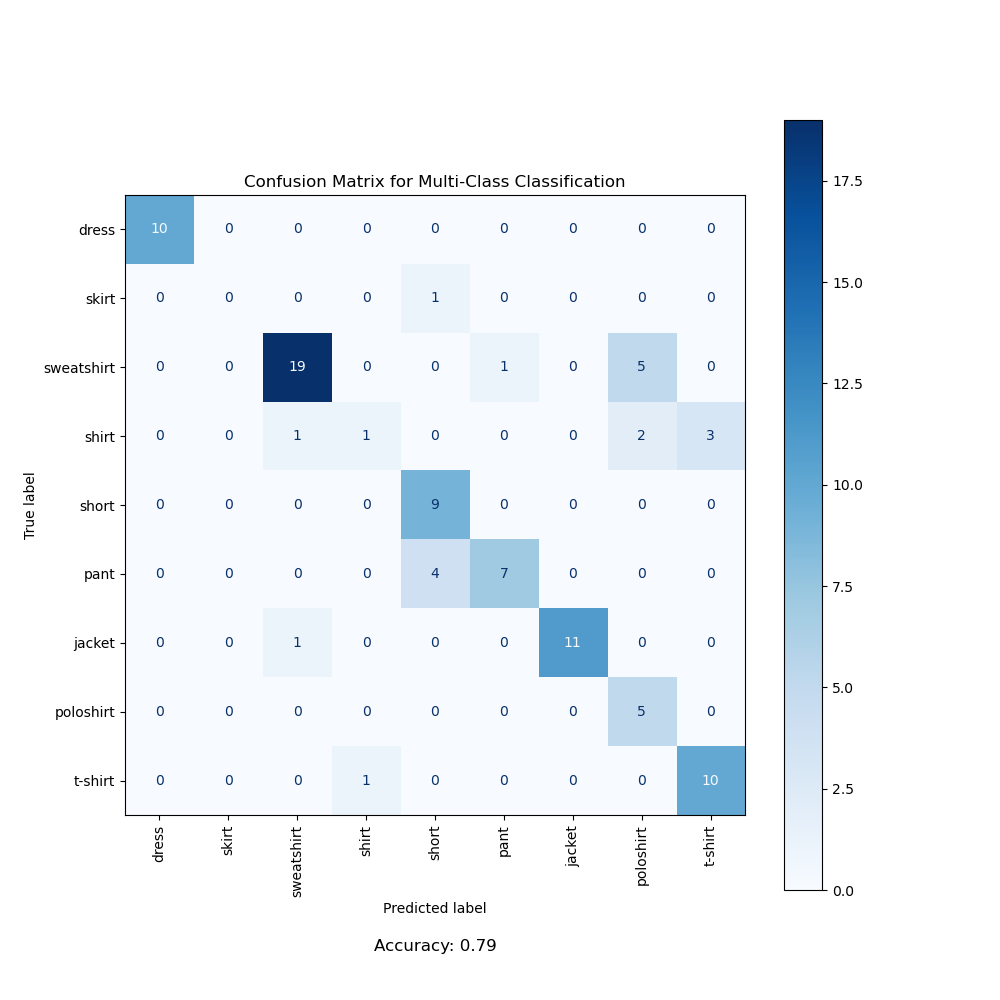 Confusion Matrix for Multi-Class Classification
True label
dress 10 0 0 0 0 0 0 0 0
skirt 0 0 0 0 1 0 0 0 0
sweatshirt 0 0 19 0 0 1 0 5 0
shirt 0 0 1 1 0 0 0 2 3
short 0 0 0 0 9 0 0 0 0
pant 0 0 0 0 4 7 0 0 0
jacket 0 0 1 0 0 0 11 0 0
poloshirt 0 0 0 0 0 0 0 5 0
t-shirt 0 0 0 1 0 0 0 0 10
dress skirt sweatshirt shirt short pant jacket poloshirt t-shirt
Predicted label
Accuracy: 0.79
17.5
15.0
12.5
10.0
7.5
5.0
2.5
0.0